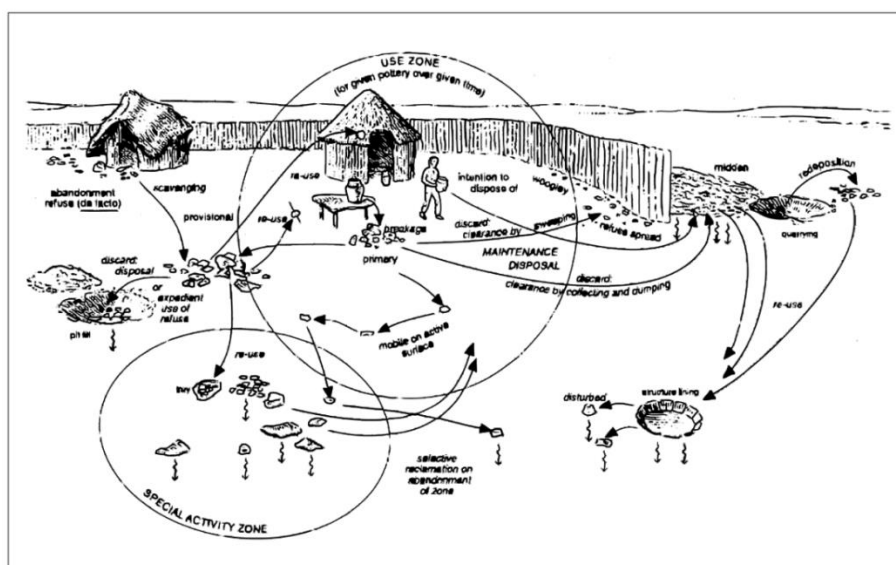 USE ZONE
(for given pottery over given time)
abandonment
refuse (de facto)
scavenging
provisional
re-use
re-use
intention to
dispose of
breakage
primary
discard:
clearance by
sweeping
refuse spread
midden
redeposition
quarrying
MAINTENANCE
DISPOSAL
discard:
clearance by collecting and dumping
discard:
disposal
or
expedient
use of
refuse
pit fill
mobile on active
surface
re-use
re-use
disturbed
structure lining
selective
reclamation on
abandonment
of zone
SPECIAL ACTIVITY ZONE